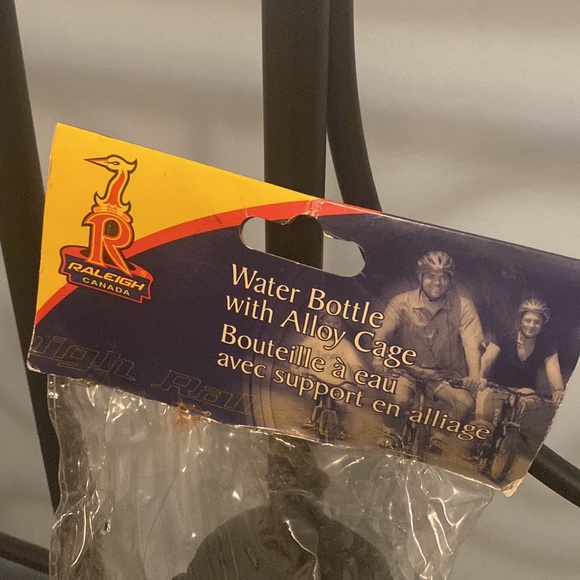 R
RALEIGH
CANADA
Water Bottle
with Alloy Cage
Bouteille à eau
avec support en alliage